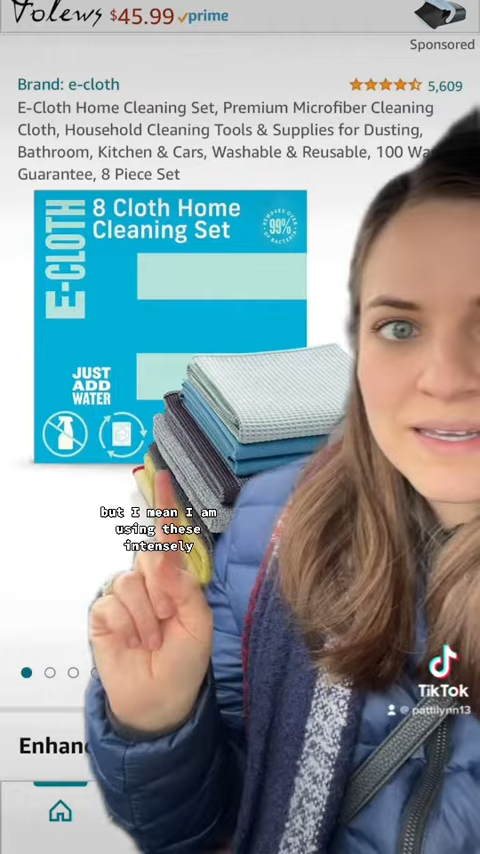 Folews $45.99 prime
Sponsored
Brand: e-cloth 5,609
E-Cloth Home Cleaning Set, Premium Microfiber Cleaning
Cloth, Household Cleaning Tools & Supplies for Dusting,
Bathroom, Kitchen & Cars, Washable & Reusable, 100 Wa
Guarantee, 8 Piece Set
E-CLOTH
8 Cloth Home
Cleaning Set
99%
JUST
ADD
WATER
but I mean I am
using these
intensely
TikTok
@pattilynn13
Enhanc